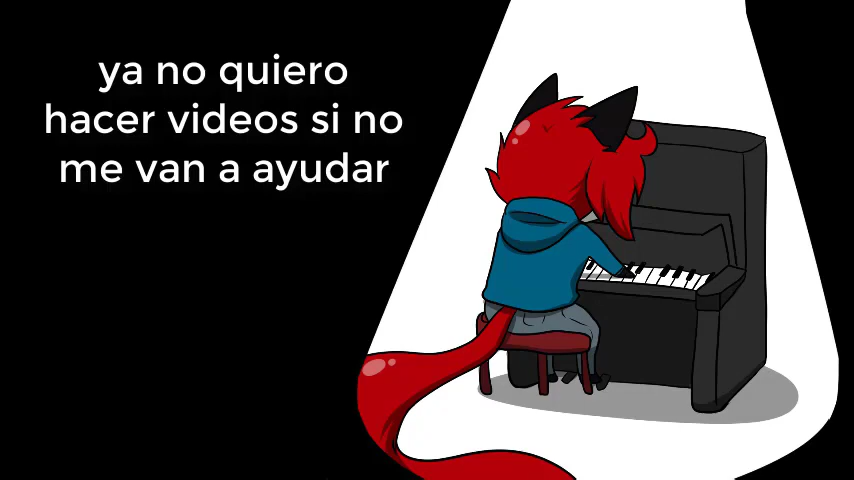 ya no quiero
hacer videos si no
me van a ayudar